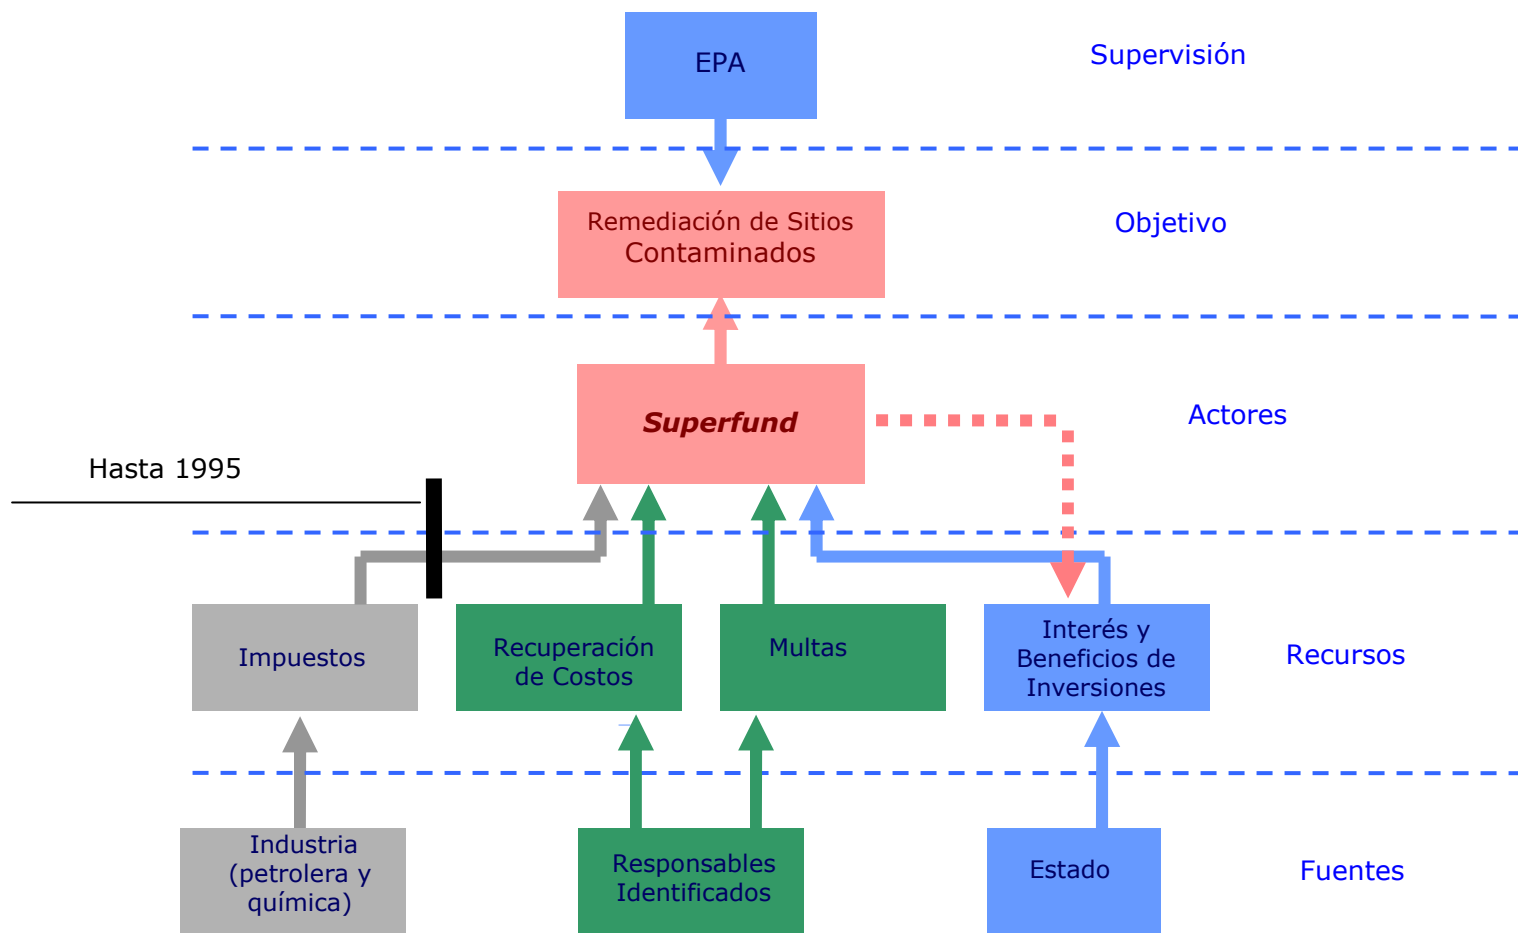 EPA
Supervisión
Remediación de Sitios
Contaminados
Objetivo
Superfund
Actores
Hasta 1995
Impuestos
Recuperación
de Costos
Multas
Interés y
Beneficios de
Inversiones
Recursos
Industria
(petrolera y
química)
Responsables
Identificados
Estado
Fuentes